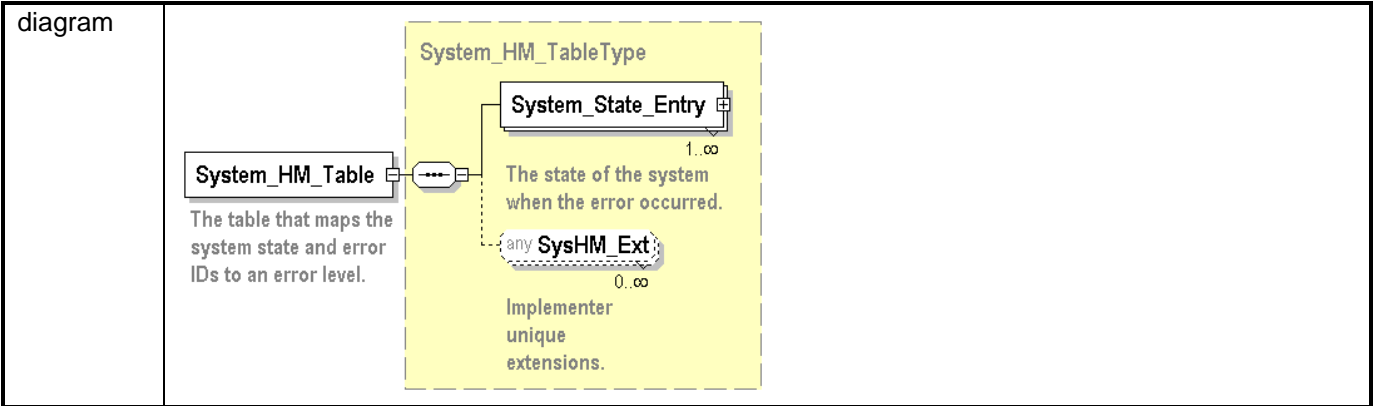 diagram
System_HM_TableType
System_State_Entry
1..∞
The state of the system
when the error occurred.
System_HM_Table
The table that maps the
system state and error
IDs to an error level.
any SysHM_Ext
0..∞
Implementer
unique
extensions.